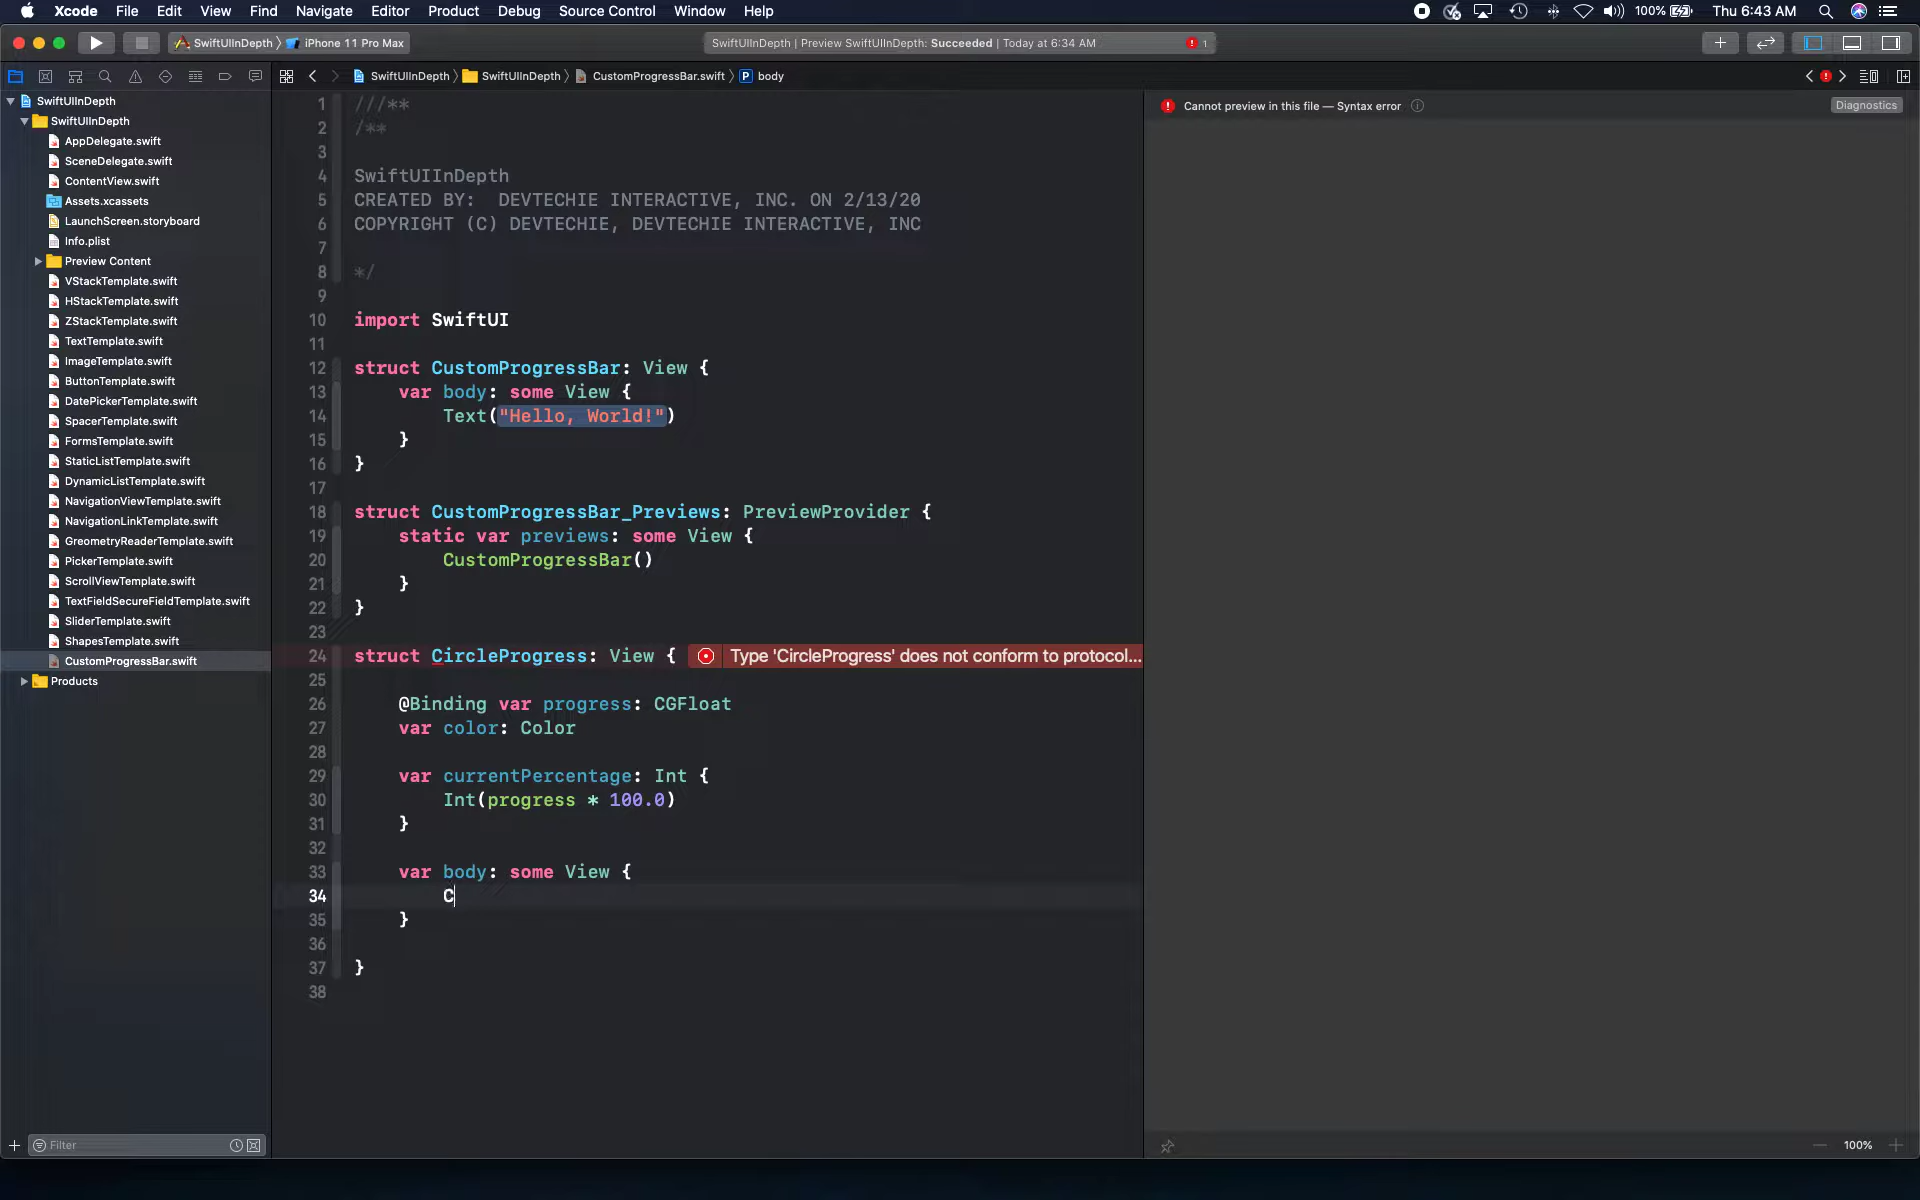 Xcode File Edit View Find Navigate Editor Product Debug Source Control Window Help 100% Thu 6:43 AM
SwiftUIInDepth iPhone 11 Pro Max SwiftUIInDepth | Preview SwiftUIInDepth: Succeeded | Today at 6:34 AM 1
SwiftUIInDepth SwiftUIInDepth CustomProgressBar.swift P body
SwiftUIInDepth
SwiftUIInDepth
AppDelegate.swift
SceneDelegate.swift
ContentView.swift
Assets.xcassets
LaunchScreen.storyboard
Info.plist
Preview Content
VStackTemplate.swift
HStackTemplate.swift
ZStackTemplate.swift
TextTemplate.swift
ImageTemplate.swift
ButtonTemplate.swift
DatePickerTemplate.swift
SpacerTemplate.swift
FormsTemplate.swift
StaticListTemplate.swift
DynamicListTemplate.swift
NavigationViewTemplate.swift
NavigationLinkTemplate.swift
GreometryReaderTemplate.swift
PickerTemplate.swift
ScrollViewTemplate.swift
TextFieldSecureFieldTemplate.swift
SliderTemplate.swift
ShapesTemplate.swift
CustomProgressBar.swift
Products
Filter
1 ///**
2 /**
3
4 SwiftUIInDepth
5 CREATED BY: DEVTECHIE INTERACTIVE, INC. ON 2/13/20
6 COPYRIGHT (C) DEVTECHIE, DEVTECHIE INTERACTIVE, INC
7
8 */
9
10 import SwiftUI
11
12 struct CustomProgressBar: View {
13 var body: some View {
14 Text("Hello, World!")
15 }
16 }
17
18 struct CustomProgressBar_Previews: PreviewProvider {
19 static var previews: some View {
20 CustomProgressBar()
21 }
22 }
23
24 struct CircleProgress: View { Type 'CircleProgress' does not conform to protocol...
25
26 @Binding var progress: CGFloat
27 var color: Color
28
29 var currentPercentage: Int {
30 Int(progress * 100.0)
31 }
32
33 var body: some View {
34 C
35 }
36
37 }
38
Cannot preview in this file — Syntax error Diagnostics
100%